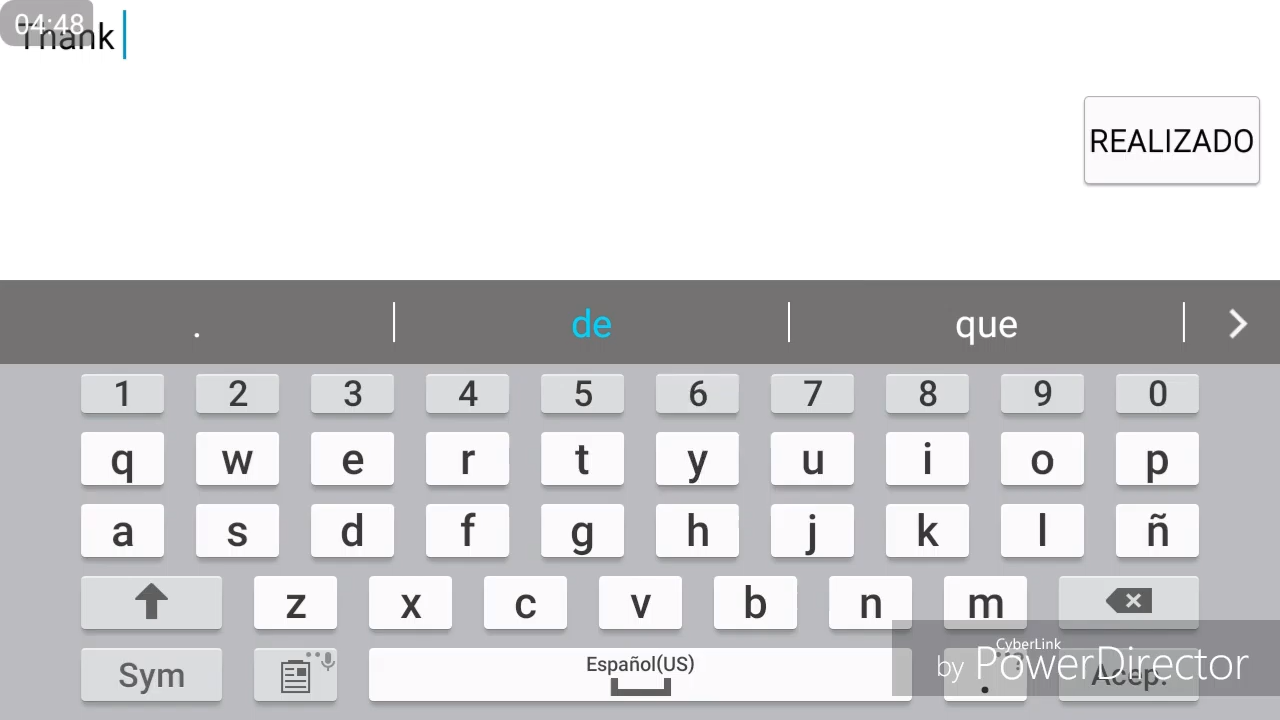 04:48
Thank
REALIZADO
. de que
1 2 3 4 5 6 7 8 9 0
q w e r t y u i o p
a s d f g h j k l ñ
z x c v b n m
Sym Español(US) . Acep.
CyberLink
by PowerDirector